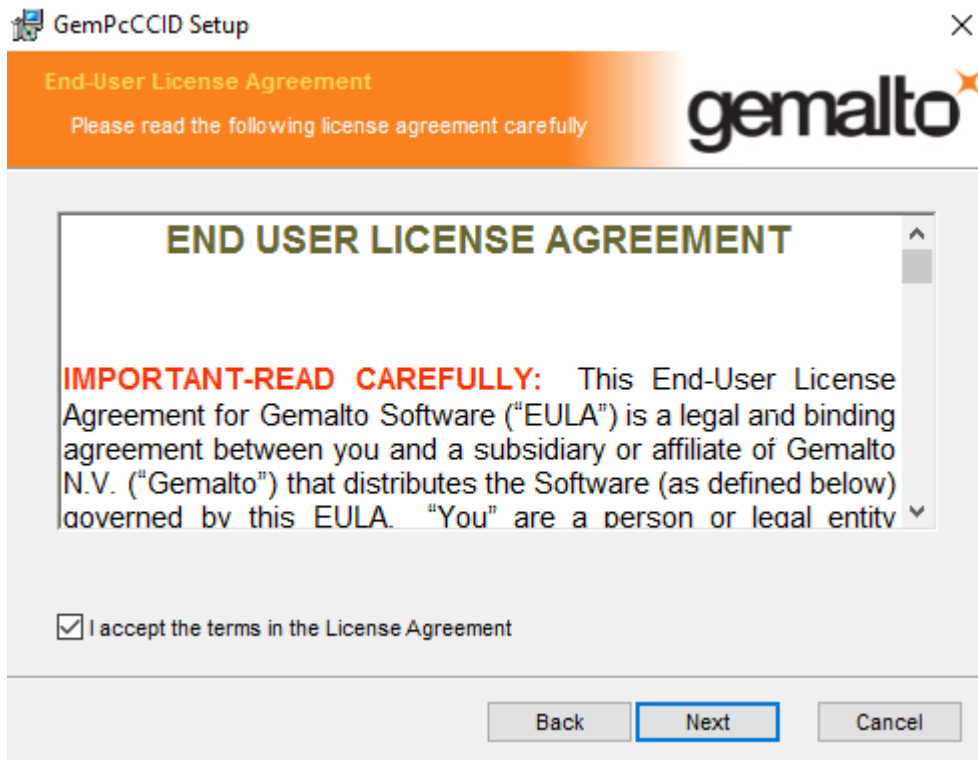 GemPcCCID Setup
End-User License Agreement
Please read the following license agreement carefully
gemalto
END USER LICENSE AGREEMENT
IMPORTANT-READ CAREFULLY: This End-User License
Agreement for Gemalto Software (“EULA”) is a legal and binding
agreement between you and a subsidiary or affiliate of Gemalto
N.V. (“Gemalto”) that distributes the Software (as defined below)
governed by this EULA. “You” are a person or legal entity
I accept the terms in the License Agreement
Back Next Cancel